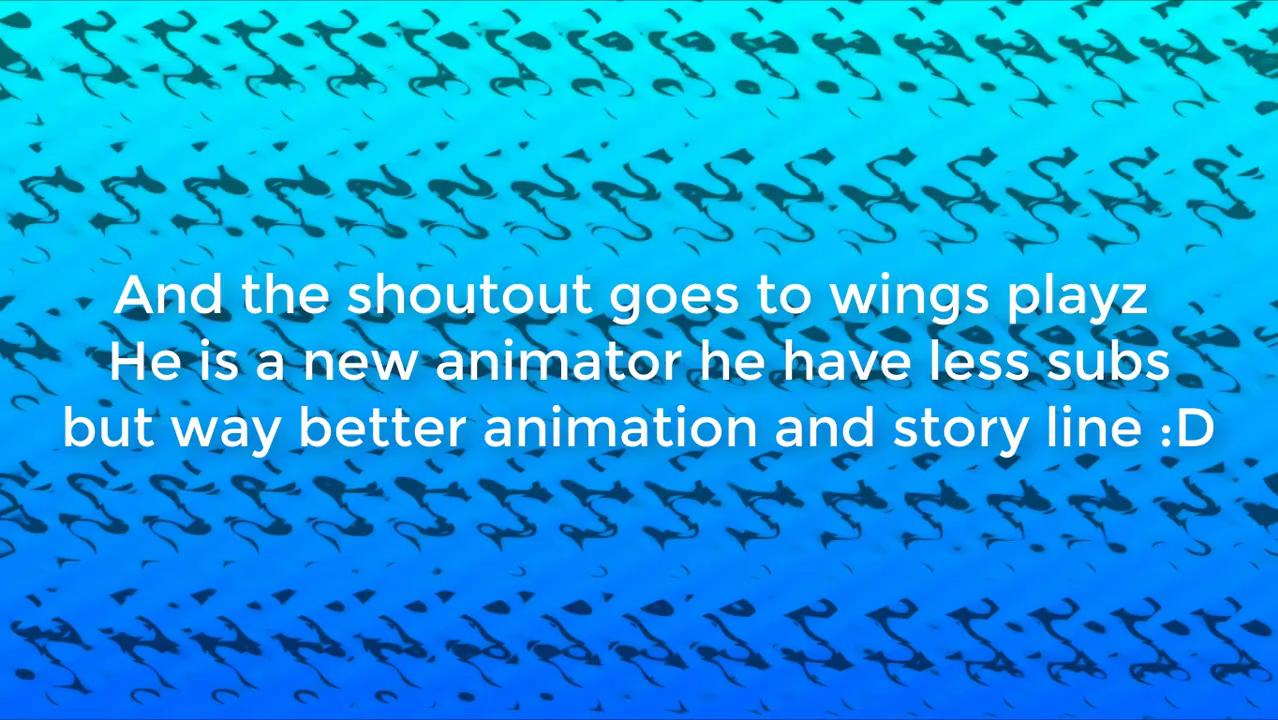 And the shoutout goes to wings playz
He is a new animator he have less subs
but way better animation and story line :D